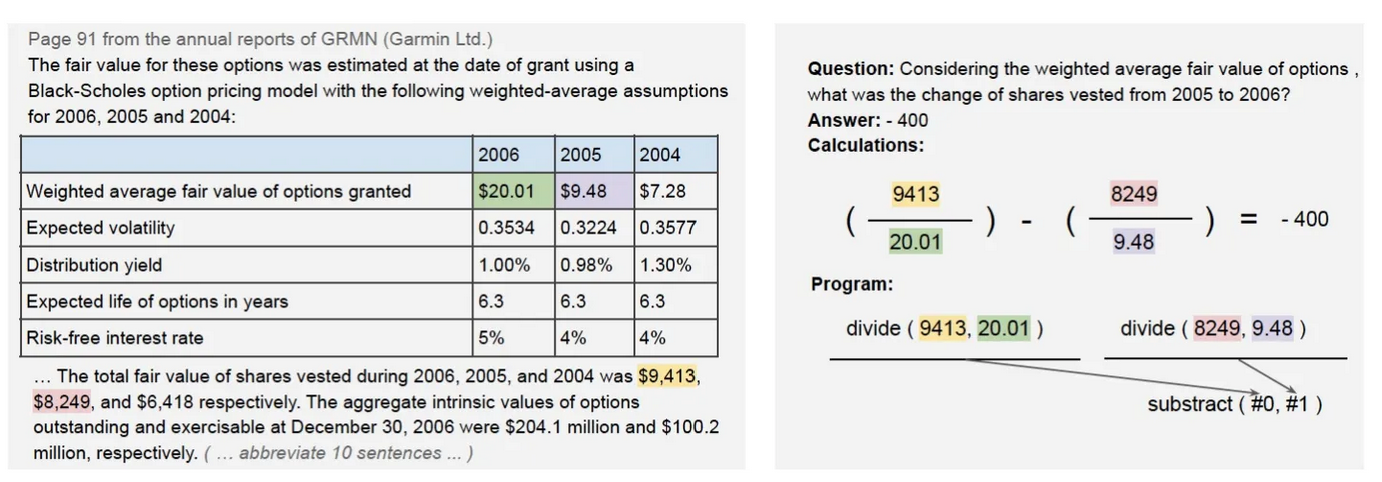 Page 91 from the annual reports of GRMN (Garmin Ltd.)
The fair value for these options was estimated at the date of grant using a
Black-Scholes option pricing model with the following weighted-average assumptions
for 2006, 2005 and 2004:
2006 2005 2004
Weighted average fair value of options granted $20.01 $9.48 $7.28
Expected volatility 0.3534 0.3224 0.3577
Distribution yield 1.00% 0.98% 1.30%
Expected life of options in years 6.3 6.3 6.3
Risk-free interest rate 5% 4% 4%
... The total fair value of shares vested during 2006, 2005, and 2004 was $9,413,
$8,249, and $6,418 respectively. The aggregate intrinsic values of options
outstanding and exercisable at December 30, 2006 were $204.1 million and $100.2
million, respectively. ( ... abbreviate 10 sentences ... )
Question: Considering the weighted average fair value of options ,
what was the change of shares vested from 2005 to 2006?
Answer: - 400
Calculations:
9413 8249
( ) - ( ) = - 400
20.01 9.48
Program:
divide ( 9413, 20.01 ) divide ( 8249, 9.48 )
substract ( #0, #1 )